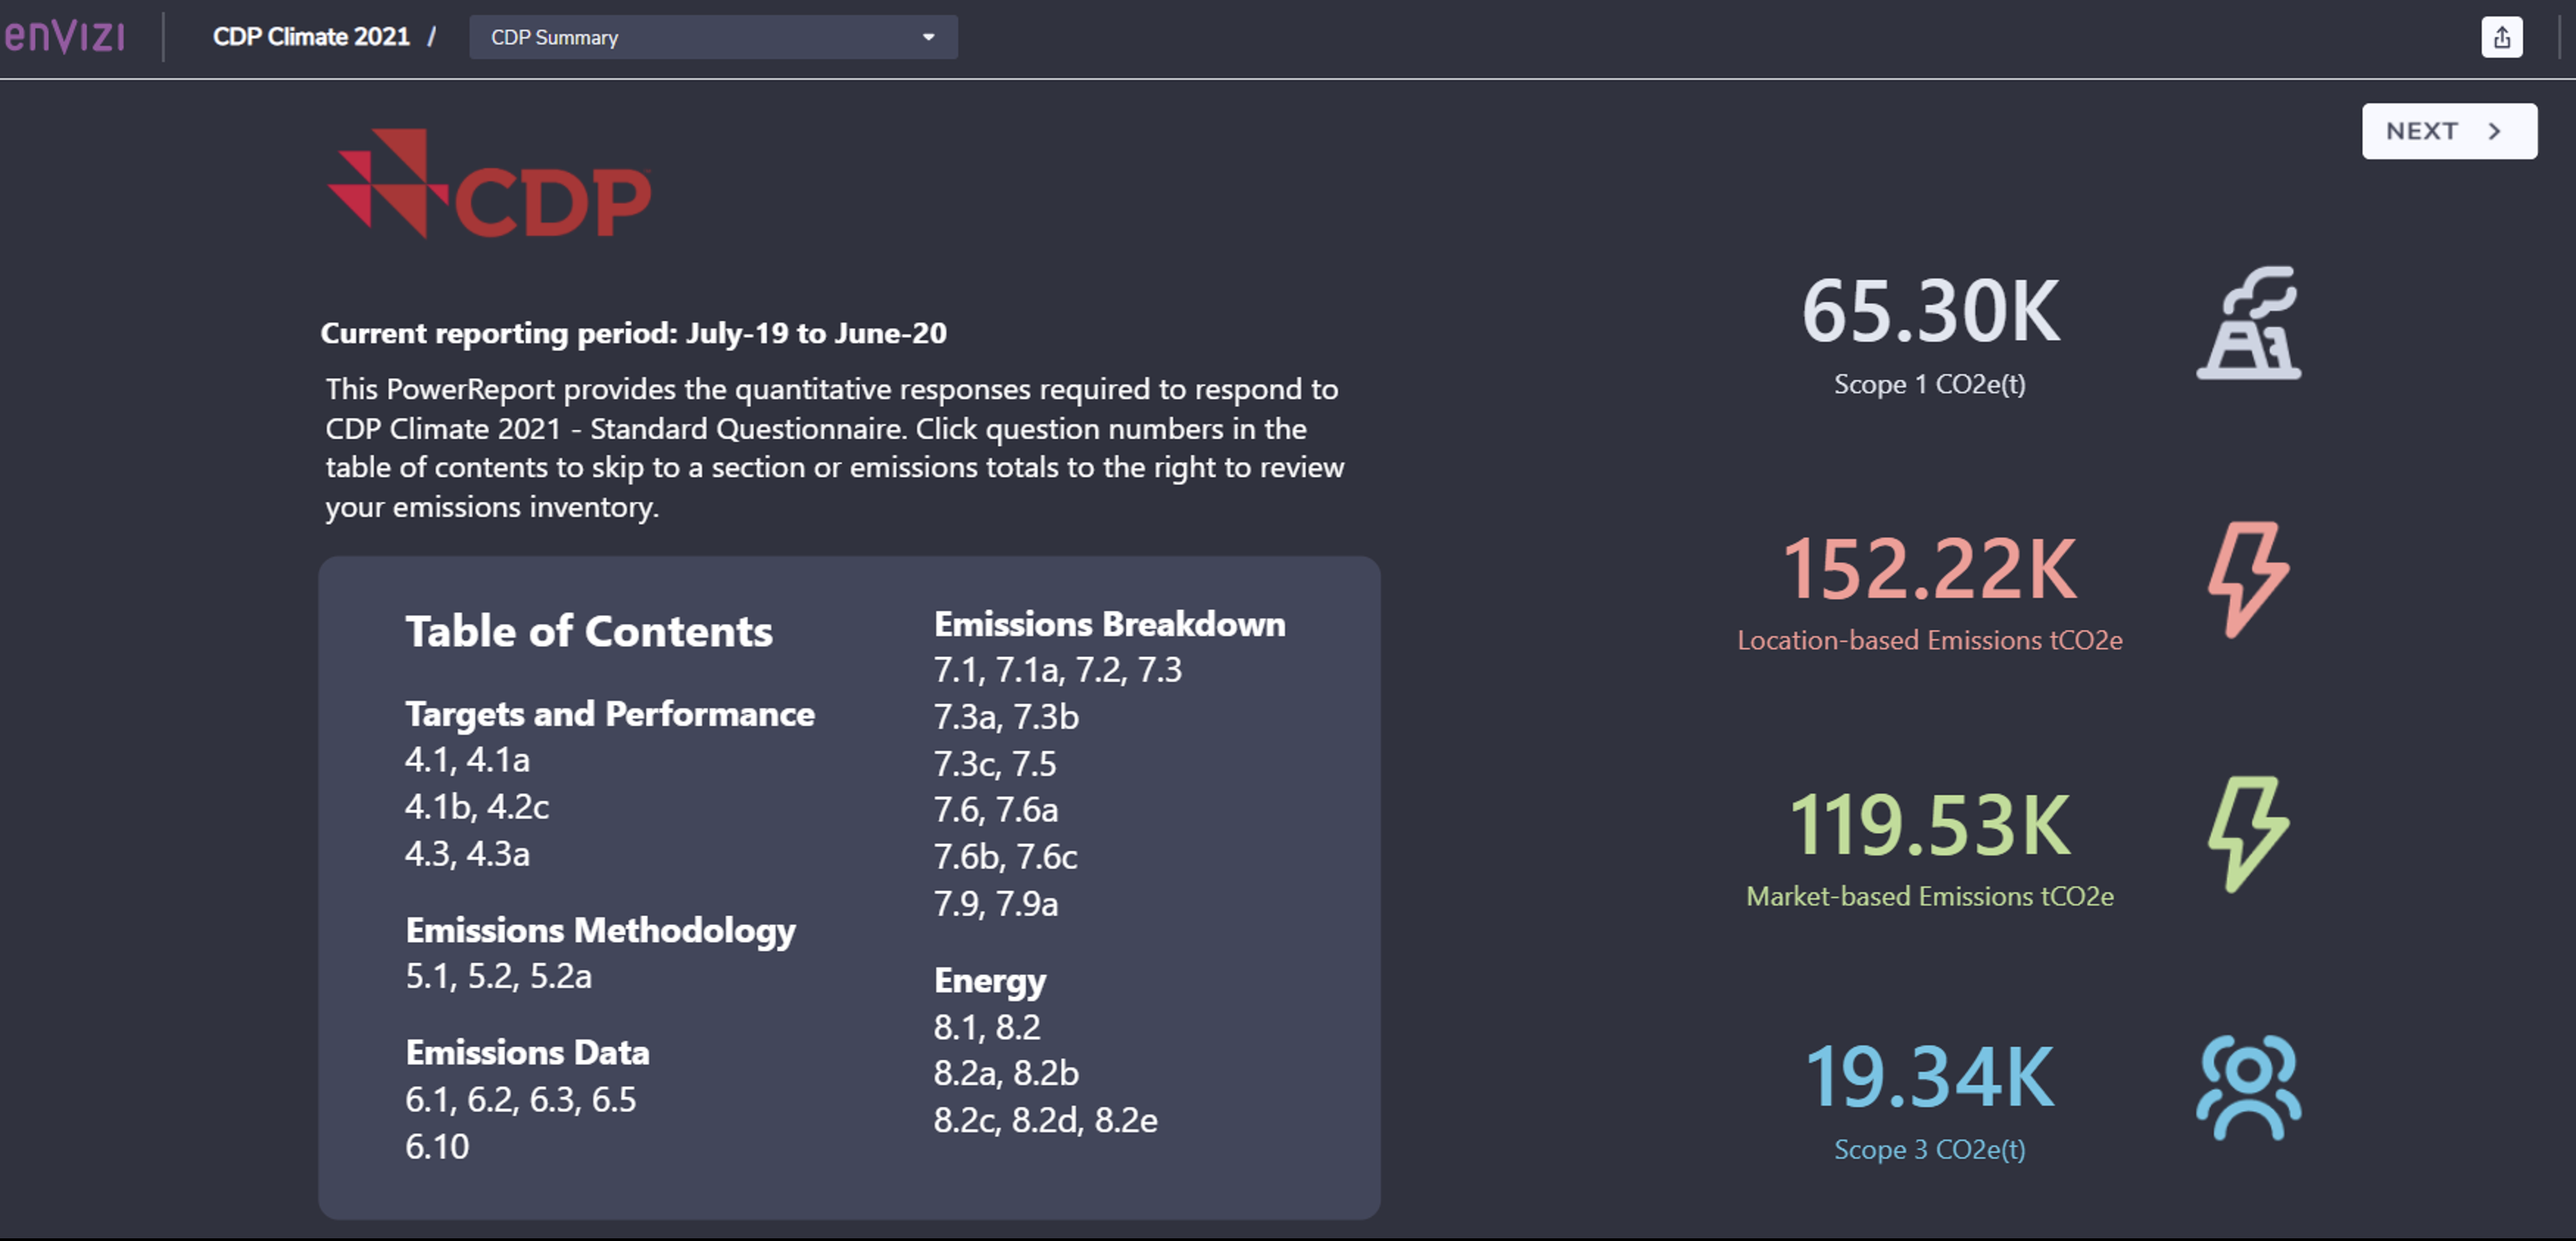 enVizi
CDP Climate 2021 /
CDP Summary
NEXT
CDP
Current reporting period: July-19 to June-20
This PowerReport provides the quantitative responses required to respond to
CDP Climate 2021 - Standard Questionnaire. Click question numbers in the
table of contents to skip to a section or emissions totals to the right to review
your emissions inventory.
Table of Contents
Targets and Performance
4.1, 4.1a
4.1b, 4.2c
4.3, 4.3a
Emissions Methodology
5.1, 5.2, 5.2a
Emissions Data
6.1, 6.2, 6.3, 6.5
6.10
Emissions Breakdown
7.1, 7.1a, 7.2, 7.3
7.3a, 7.3b
7.3c, 7.5
7.6, 7.6a
7.6b, 7.6c
7.9, 7.9a
Energy
8.1, 8.2
8.2a, 8.2b
8.2c, 8.2d, 8.2e
65.30K
Scope 1 CO2e(t)
152.22K
Location-based Emissions tCO2e
119.53K
Market-based Emissions tCO2e
19.34K
Scope 3 CO2e(t)